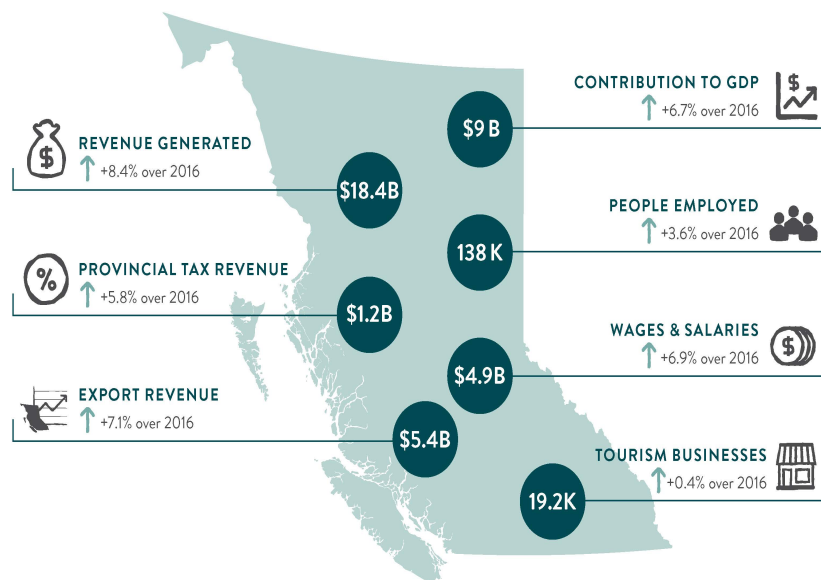 CONTRIBUTION TO GDP
+6.7% over 2016
$9 B
REVENUE GENERATED
+8.4% over 2016
$18.4B
PEOPLE EMPLOYED
+3.6% over 2016
138 K
PROVINCIAL TAX REVENUE
+5.8% over 2016
$1.2B
WAGES & SALARIES
+6.9% over 2016
$4.9B
EXPORT REVENUE
+7.1% over 2016
$5.4B
TOURISM BUSINESSES
+0.4% over 2016
19.2K
$
$
%
$